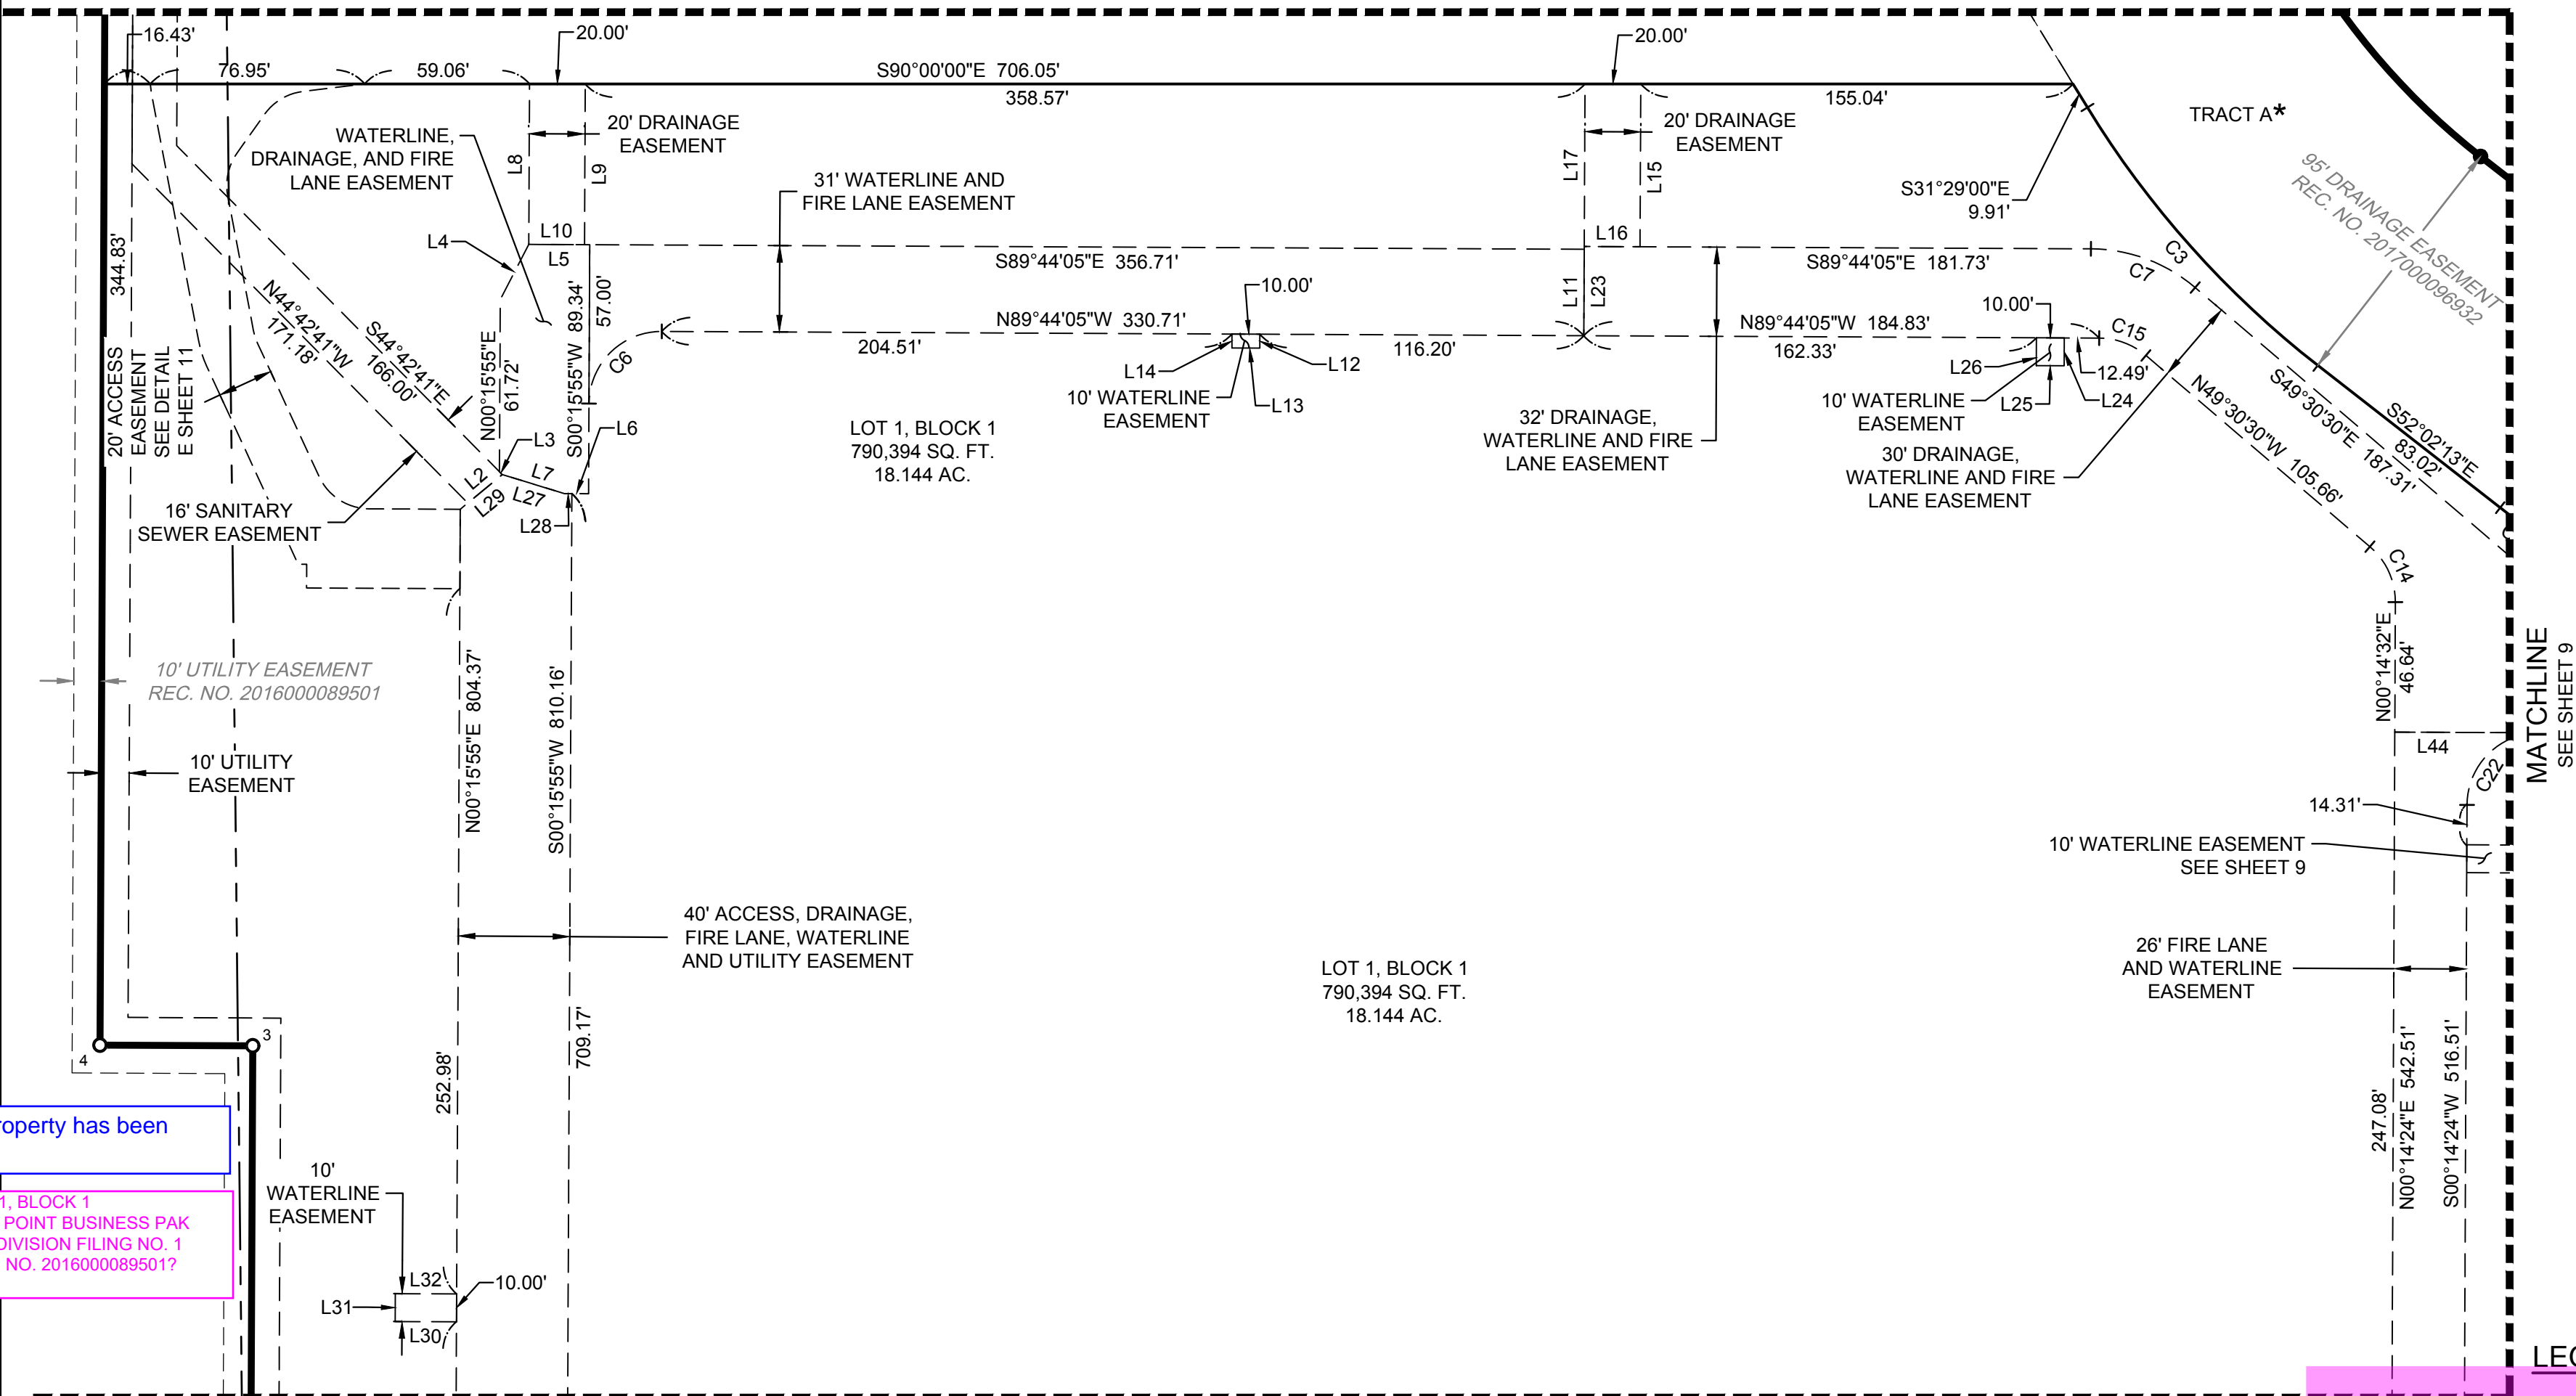 16.43'
76.95'
59.06'
20.00'
S90°00'00"E  706.05'
358.57'
20.00'
155.04'
TRACT A*
95' DRAINAGE EASEMENT
REC. NO. 2017000096932
WATERLINE,
DRAINAGE, AND FIRE
LANE EASEMENT
L8
L9
20' DRAINAGE
EASEMENT
31' WATERLINE AND
FIRE LANE EASEMENT
L17
L15
20' DRAINAGE
EASEMENT
S31°29'00"E
9.91'
344.83'
L4
L10
L5
S89°44'05"E  356.71'
L16
S89°44'05"E  181.73'
C3
C7
20' ACCESS
EASEMENT
SEE DETAIL
E SHEET 11
N44°42'41"W
171.18'
S44°42'41"E
166.00'
N00°15'55"E
61.72'
S00°15'55"W  89.34'
57.00'
C6
N89°44'05"W  330.71'
204.51'
10.00'
116.20'
L11
L23
N89°44'05"W  184.83'
162.33'
10.00'
C15
12.49'
L14
L12
L13
10' WATERLINE
EASEMENT
L26
L25
L24
10' WATERLINE
EASEMENT
LOT 1, BLOCK 1
790,394 SQ. FT.
18.144 AC.
32' DRAINAGE,
WATERLINE AND FIRE
LANE EASEMENT
30' DRAINAGE,
WATERLINE AND FIRE
LANE EASEMENT
N49°30'30"W  105.66'
S49°30'30"E  187.31'
S52°02'13"E
83.02'
L3
L6
L7
L27
L28
L2
L29
16' SANITARY
SEWER EASEMENT
C14
N00°14'32"E
46.64'
MATCHLINE
SEE SHEET 9
10' UTILITY EASEMENT
REC. NO. 2016000089501
10' UTILITY
EASEMENT
N00°15'55"E  804.37'
S00°15'55"W  810.16'
L44
C22
14.31'
10' WATERLINE EASEMENT
SEE SHEET 9
40' ACCESS, DRAINAGE,
FIRE LANE, WATERLINE
AND UTILITY EASEMENT
LOT 1, BLOCK 1
790,394 SQ. FT.
18.144 AC.
26' FIRE LANE
AND WATERLINE
EASEMENT
3
4
252.98'
709.17'
247.08'
N00°14'24"E  542.51'
S00°14'24"W  516.51'
roperty has been
1, BLOCK 1
POINT BUSINESS PAK
DIVISION FILING NO. 1
NO. 2016000089501?
10'
WATERLINE
EASEMENT
L32
10.00'
L31
L30